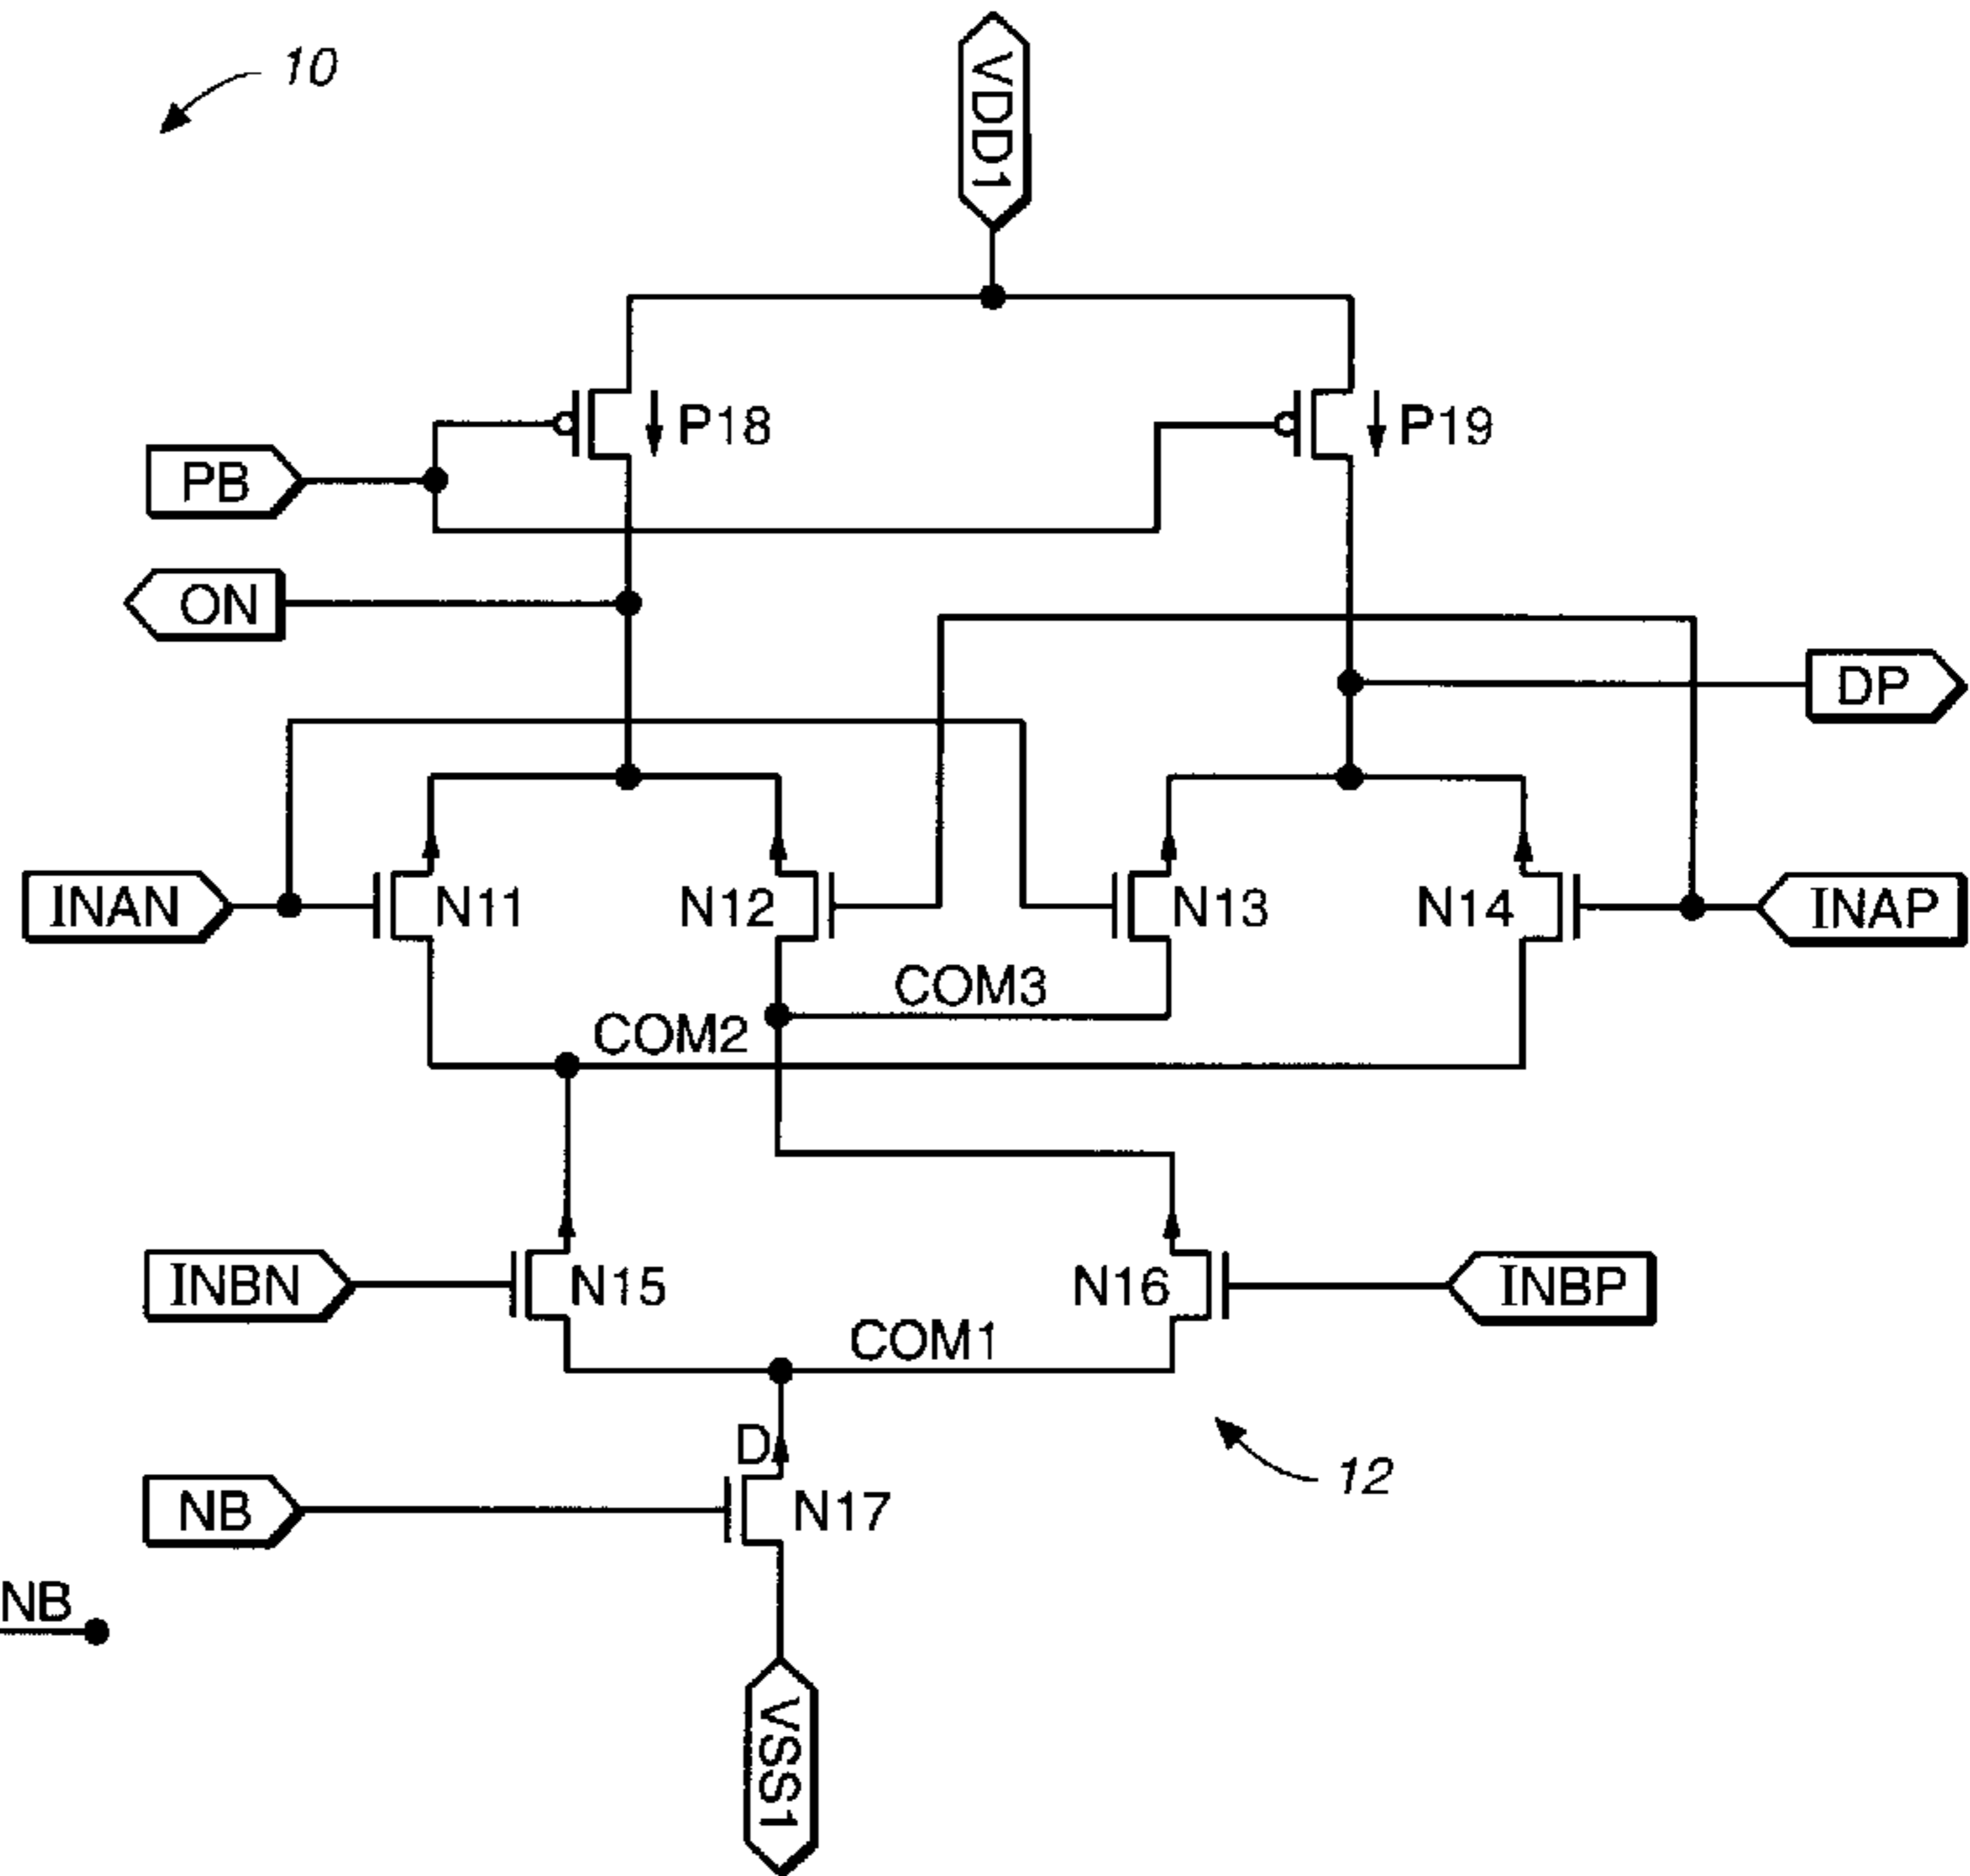 10
VDD1
P18
P19
PB
ON
DP
INAN
N11
N12
N13
N14
INAP
COM3
COM2
INBN
N15
N16
INBP
COM1
D
12
NB
N17
NB
VSS1